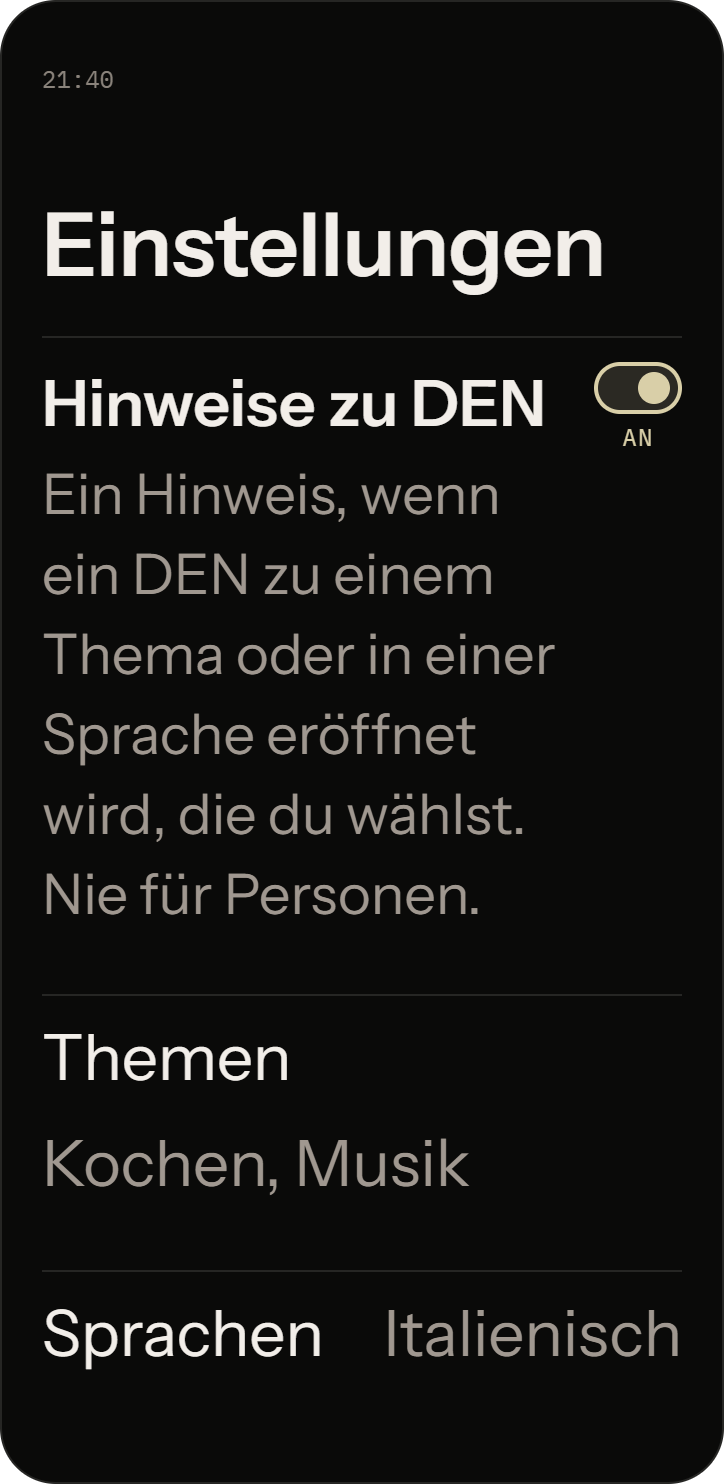 21:40
Einstellungen
Hinweise zu DEN
AN
Ein Hinweis, wenn
ein DEN zu einem
Thema oder in einer
Sprache eröffnet
wird, die du wählst.
Nie für Personen.
Themen
Kochen, Musik
Sprachen Italienisch